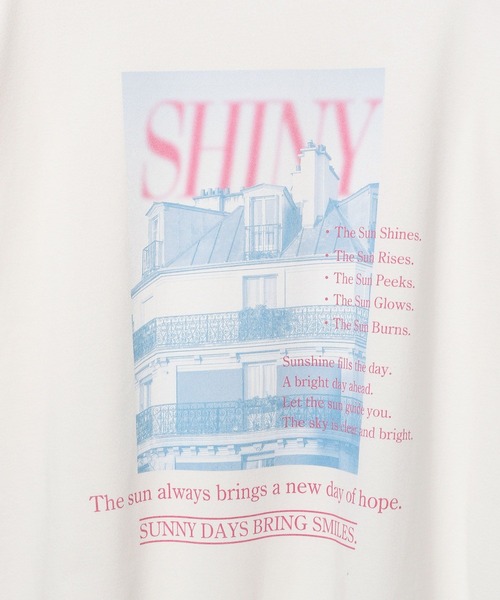 SHINY
• The Sun Shines.
• The Sun Rises.
• The Sun Peeks.
• The Sun Glows.
• The Sun Burns.
Sunshine fills the day.
A bright day ahead.
Let the sun guide you.
The sky is clear and bright.
The sun always brings a new day of hope.
SUNNY DAYS BRING SMILES.